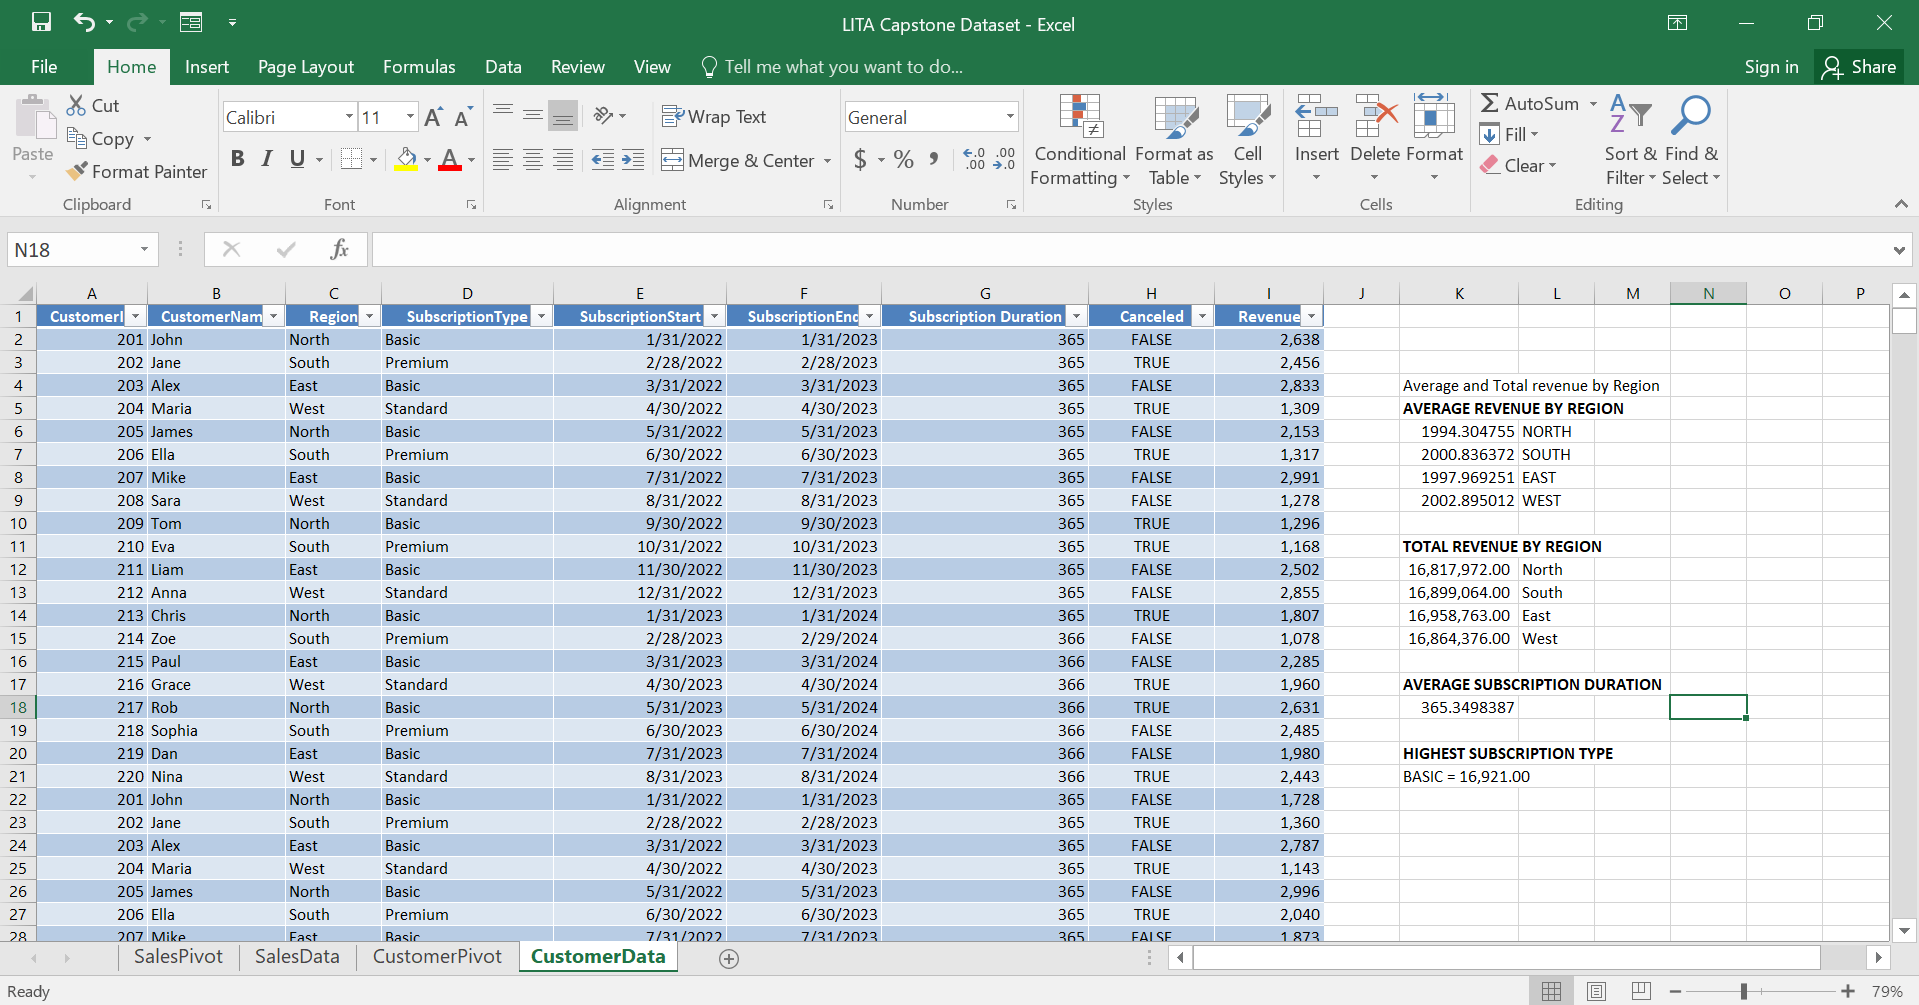 LITA Capstone Dataset - Excel
File Home Insert Page Layout Formulas Data Review View Tell me what you want to do... Sign in Share
Paste Cut Copy Format Painter Clipboard
Calibri 11 A A B I U A Font
Wrap Text Merge & Center Alignment
General $ % , .0 .00 .00 .0 Number
Conditional Formatting Format as Table Cell Styles Styles
Insert Delete Format Cells
AutoSum Fill Clear Sort & Filter Find & Select Editing
N18 fx
A B C D E F G H I J K L M N O P
1 CustomerI CustomerNam Region SubscriptionType SubscriptionStart SubscriptionEnd Subscription Duration Canceled Revenue
2 201 John North Basic 1/31/2022 1/31/2023 365 FALSE 2,638
3 202 Jane South Premium 2/28/2022 2/28/2023 365 TRUE 2,456
4 203 Alex East Basic 3/31/2022 3/31/2023 365 FALSE 2,833 Average and Total revenue by Region
5 204 Maria West Standard 4/30/2022 4/30/2023 365 TRUE 1,309 AVERAGE REVENUE BY REGION
6 205 James North Basic 5/31/2022 5/31/2023 365 FALSE 2,153 1994.304755 NORTH
7 206 Ella South Premium 6/30/2022 6/30/2023 365 TRUE 1,317 2000.836372 SOUTH
8 207 Mike East Basic 7/31/2022 7/31/2023 365 FALSE 2,991 1997.969251 EAST
9 208 Sara West Standard 8/31/2022 8/31/2023 365 FALSE 1,278 2002.895012 WEST
10 209 Tom North Basic 9/30/2022 9/30/2023 365 TRUE 1,296
11 210 Eva South Premium 10/31/2022 10/31/2023 365 TRUE 1,168 TOTAL REVENUE BY REGION
12 211 Liam East Basic 11/30/2022 11/30/2023 365 FALSE 2,502 16,817,972.00 North
13 212 Anna West Standard 12/31/2022 12/31/2023 365 FALSE 2,855 16,899,064.00 South
14 213 Chris North Basic 1/31/2023 1/31/2024 365 TRUE 1,807 16,958,763.00 East
15 214 Zoe South Premium 2/28/2023 2/29/2024 366 FALSE 1,078 16,864,376.00 West
16 215 Paul East Basic 3/31/2023 3/31/2024 366 FALSE 2,285
17 216 Grace West Standard 4/30/2023 4/30/2024 366 TRUE 1,960 AVERAGE SUBSCRIPTION DURATION
18 217 Rob North Basic 5/31/2023 5/31/2024 366 TRUE 2,631 365.3498387
19 218 Sophia South Premium 6/30/2023 6/30/2024 366 FALSE 2,485
20 219 Dan East Basic 7/31/2023 7/31/2024 366 FALSE 1,980 HIGHEST SUBSCRIPTION TYPE
21 220 Nina West Standard 8/31/2023 8/31/2024 366 TRUE 2,443 BASIC = 16,921.00
22 201 John North Basic 1/31/2022 1/31/2023 365 FALSE 1,728
23 202 Jane South Premium 2/28/2022 2/28/2023 365 TRUE 1,360
24 203 Alex East Basic 3/31/2022 3/31/2023 365 FALSE 2,787
25 204 Maria West Standard 4/30/2022 4/30/2023 365 TRUE 1,143
26 205 James North Basic 5/31/2022 5/31/2023 365 FALSE 2,996
27 206 Ella South Premium 6/30/2022 6/30/2023 365 TRUE 2,040
28 207 Mike East Basic 7/31/2022 7/31/2023 365 FALSE 1,873
SalesPivot SalesData CustomerPivot CustomerData
Ready 79%